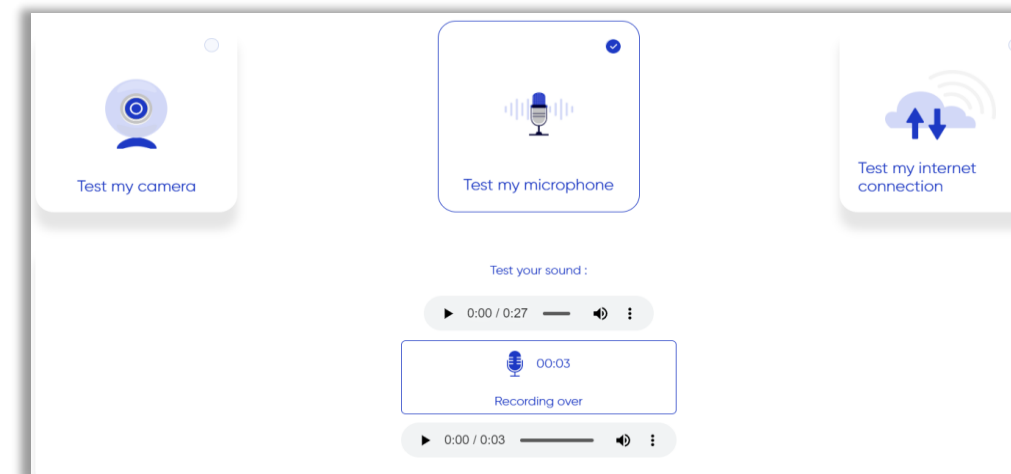 Test my camera
Test my microphone
Test my internet
connection
Test your sound :
0:00 / 0:27
00:03
Recording over
0:00 / 0:03